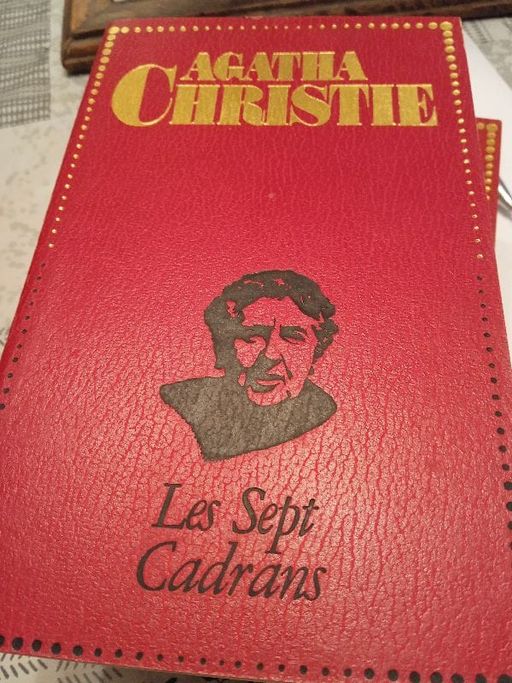 AGATHA
CHRISTIE
Les Sept
Cadrans